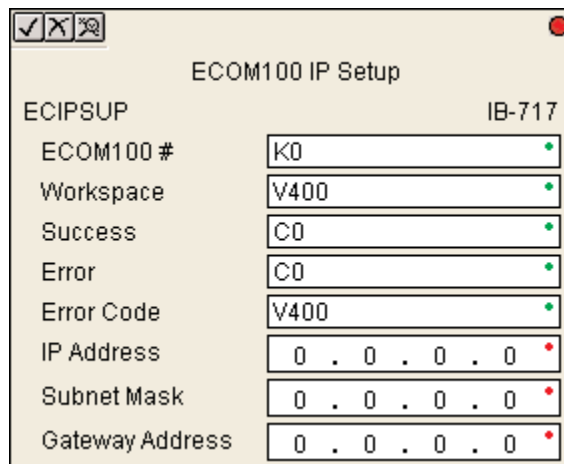 ECOM100 IP Setup
ECIPSUP IB-717
ECOM100 # K0
Workspace V400
Success C0
Error C0
Error Code V400
IP Address 0 . 0 . 0 . 0
Subnet Mask 0 . 0 . 0 . 0
Gateway Address 0 . 0 . 0 . 0